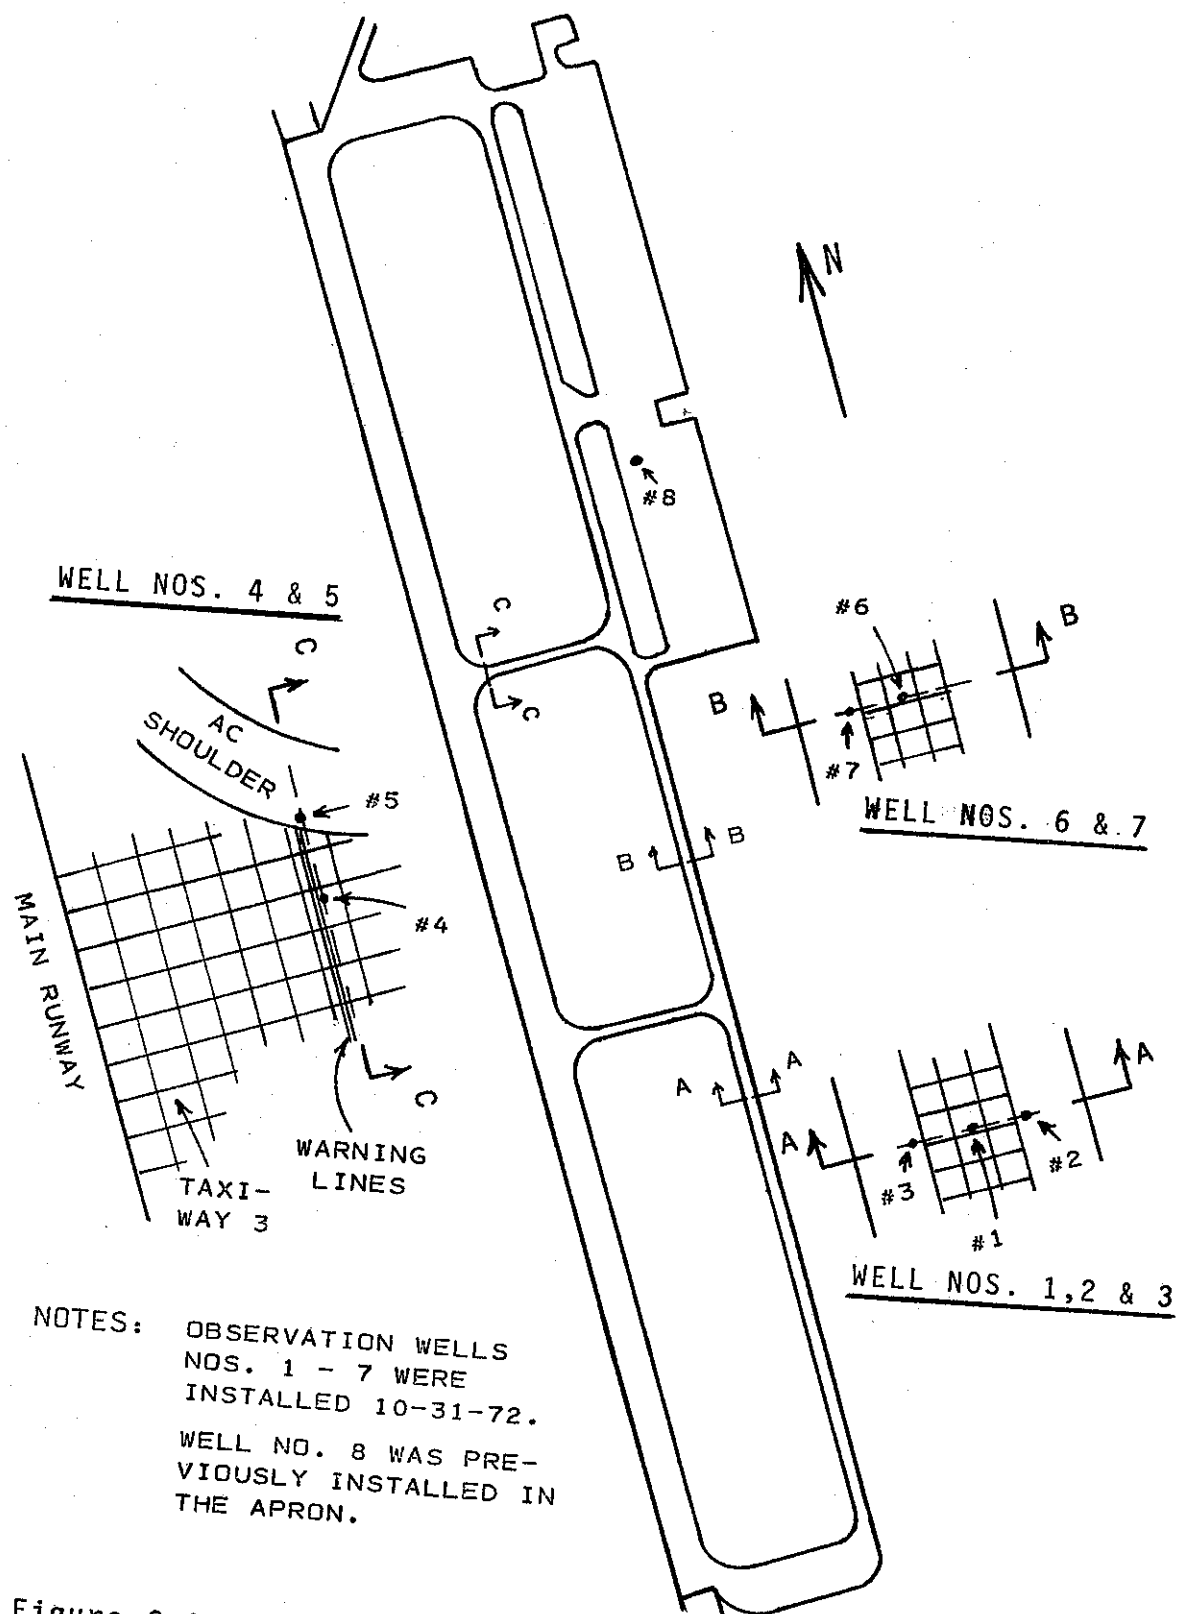 N
#8
WELL NOS. 4 & 5
C
C
C
C
AC
SHOULDER
#5
#4
MAIN RUNWAY
WARNING
LINES
TAXI-
WAY 3
#6
B
B
#7
WELL NOS. 6 & 7
B
B
A
A
A
A
#3
#2
#1
WELL NOS. 1,2 & 3
NOTES: OBSERVATION WELLS
NOS. 1 - 7 WERE
INSTALLED 10-31-72.
WELL NO. 8 WAS PRE-
VIOUSLY INSTALLED IN
THE APRON.
Figure